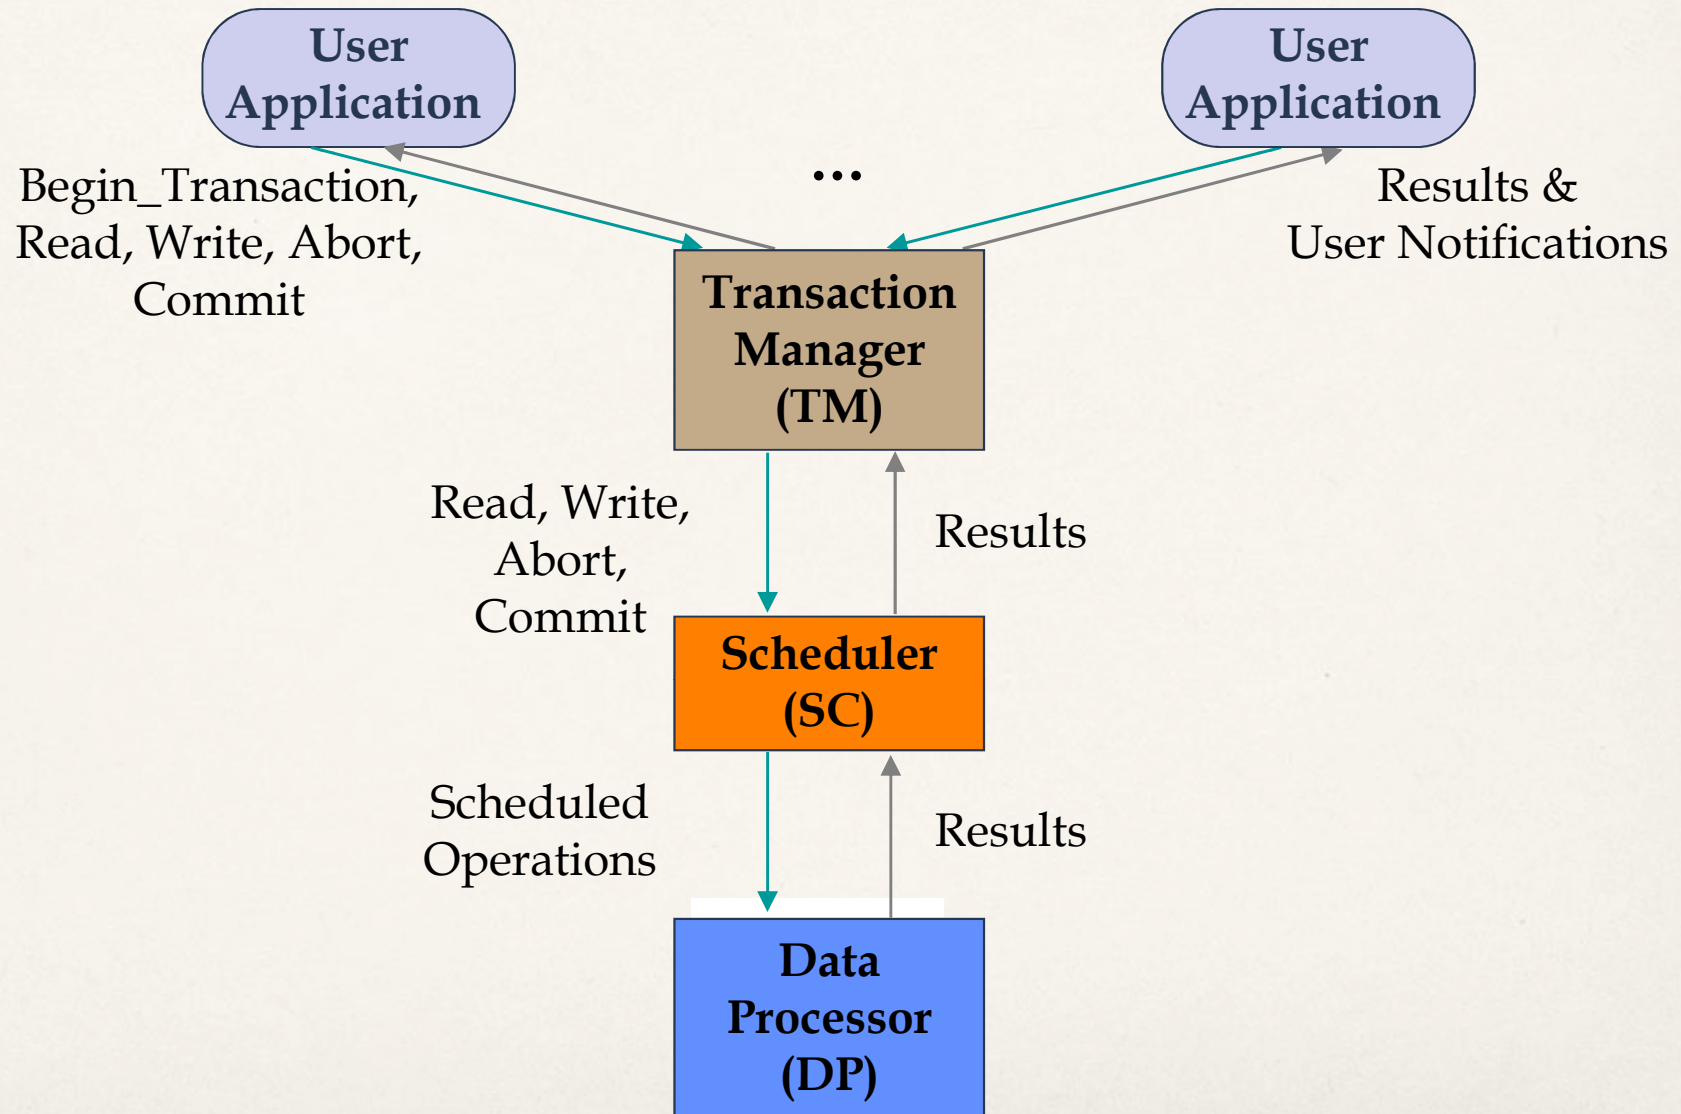 User
Application
User
Application
...
Begin_Transaction,
Read, Write, Abort,
Commit
Results &
User Notifications
Transaction
Manager
(TM)
Read, Write,
Abort,
Commit
Results
Scheduler
(SC)
Scheduled
Operations
Results
Data
Processor
(DP)